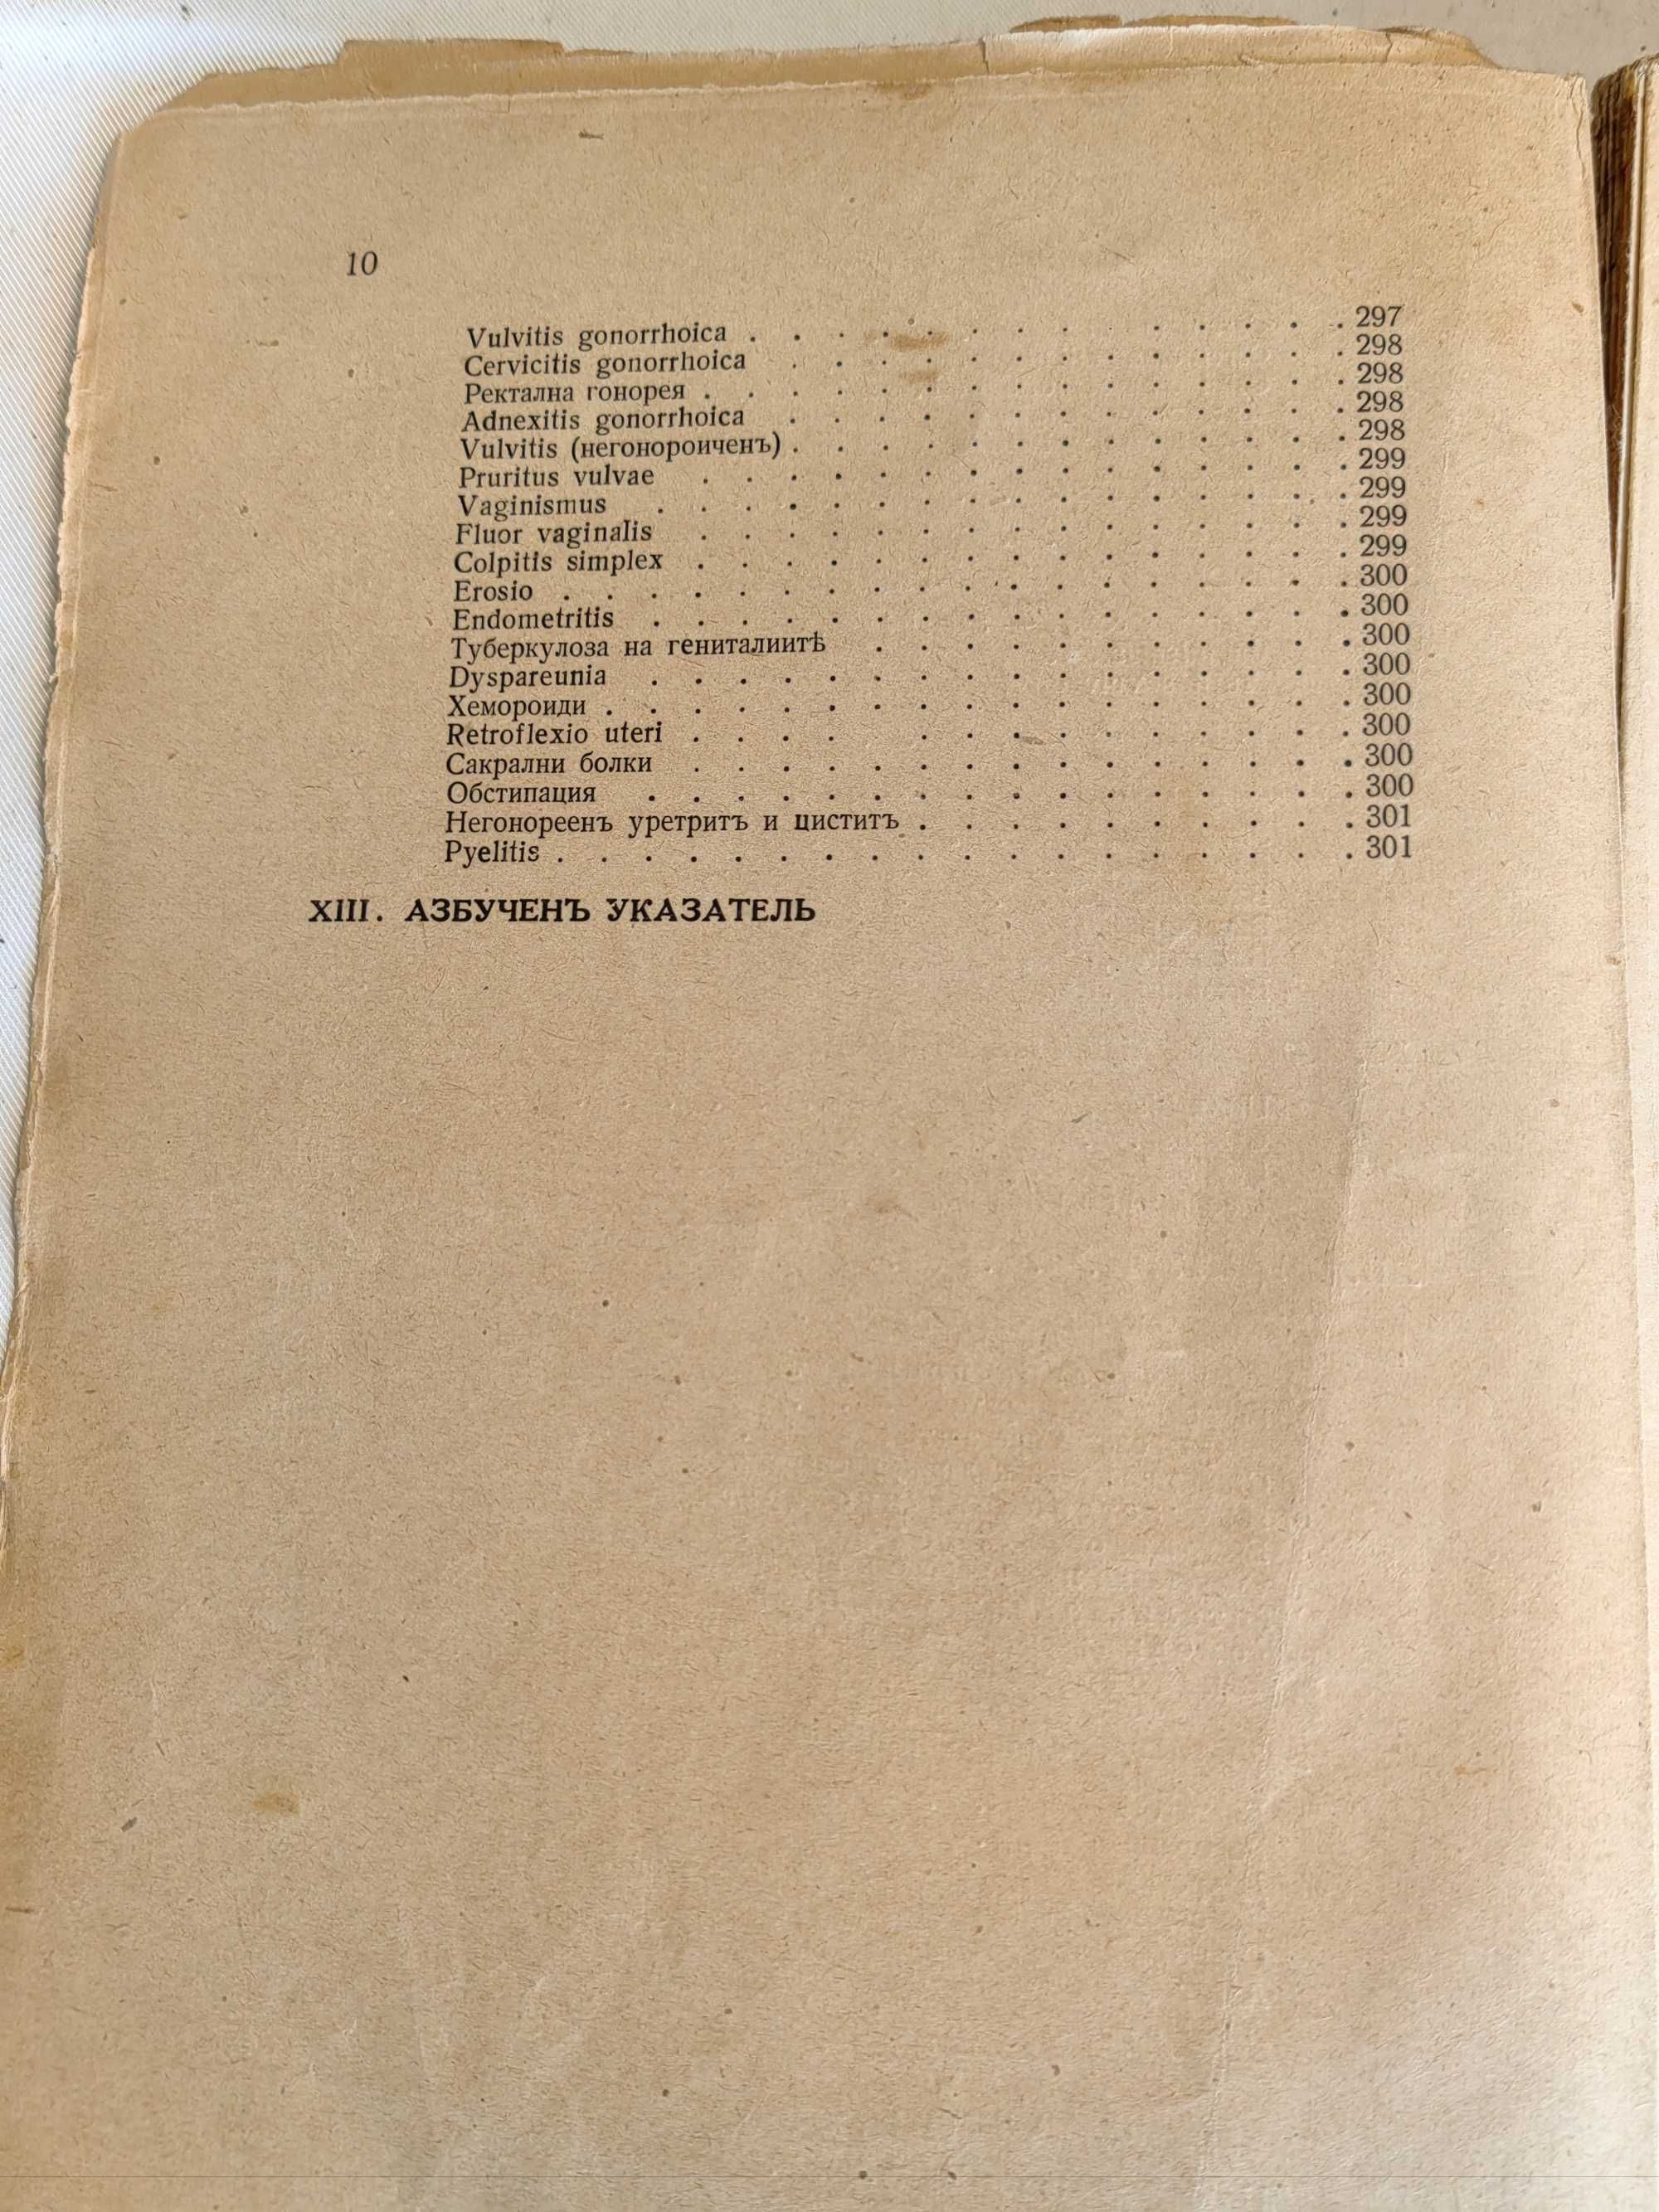 10
Vulvitis gonorrhoica . . . . . . . . . . . . . . 297
Cervicitis gonorrhoica . . . . . . . . . . . . . 298
Ректална гонорея . . . . . . . . . . . . . . . 298
Adnexitis gonorrhoica . . . . . . . . . . . . . 298
Vulvitis (негонороиченъ) . . . . . . . . . . . . . 298
Pruritus vulvae . . . . . . . . . . . . . . . 299
Vaginismus . . . . . . . . . . . . . . . . 299
Fluor vaginalis . . . . . . . . . . . . . . . 299
Colpitis simplex . . . . . . . . . . . . . . . 299
Erosio . . . . . . . . . . . . . . . . . . 300
Endometritis . . . . . . . . . . . . . . . . 300
Туберкулоза на гениталиитѣ . . . . . . . . . . . 300
Dyspareunia . . . . . . . . . . . . . . . . 300
Хемороиди . . . . . . . . . . . . . . . . . 300
Retroflexio uteri . . . . . . . . . . . . . . 300
Сакрални болки . . . . . . . . . . . . . . . 300
Обстипация . . . . . . . . . . . . . . . . 300
Негонореенъ уретритъ и циститъ . . . . . . . . . . 301
Pyelitis . . . . . . . . . . . . . . . . . . 301
XIII. АЗБУЧЕНЪ УКАЗАТЕЛЬ